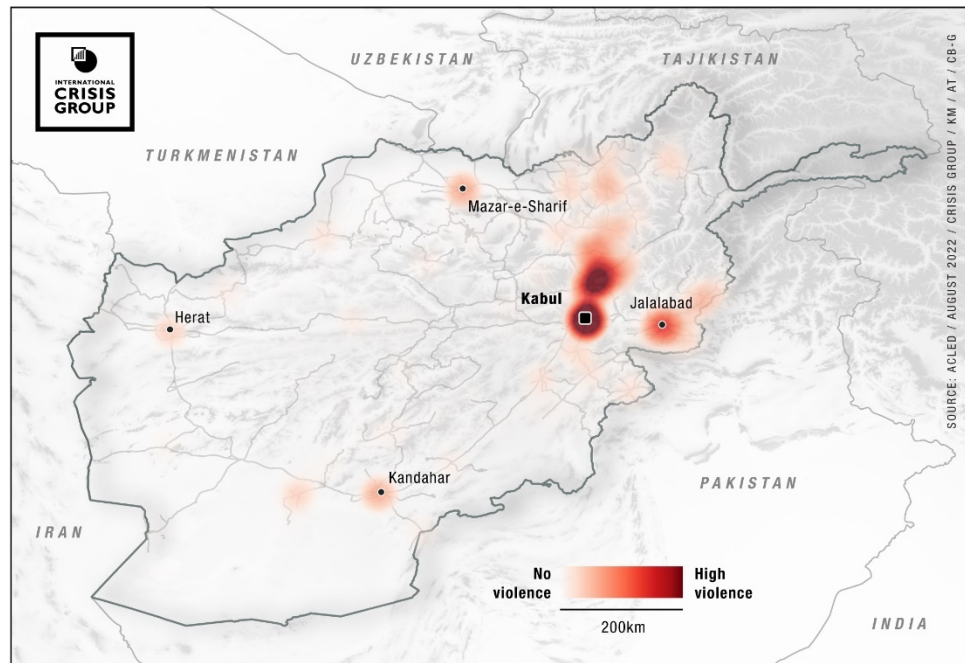 INTERNATIONAL
CRISIS
GROUP
UZBEKISTAN
TAJIKISTAN
TURKMENISTAN
Mazar-e-Sharif
Kabul
Jalalabad
Herat
Kandahar
PAKISTAN
IRAN
No
violence
High
violence
200km
INDIA
SOURCE: ACLED / AUGUST 2022 / CRISIS GROUP / KM / AT / CB-G